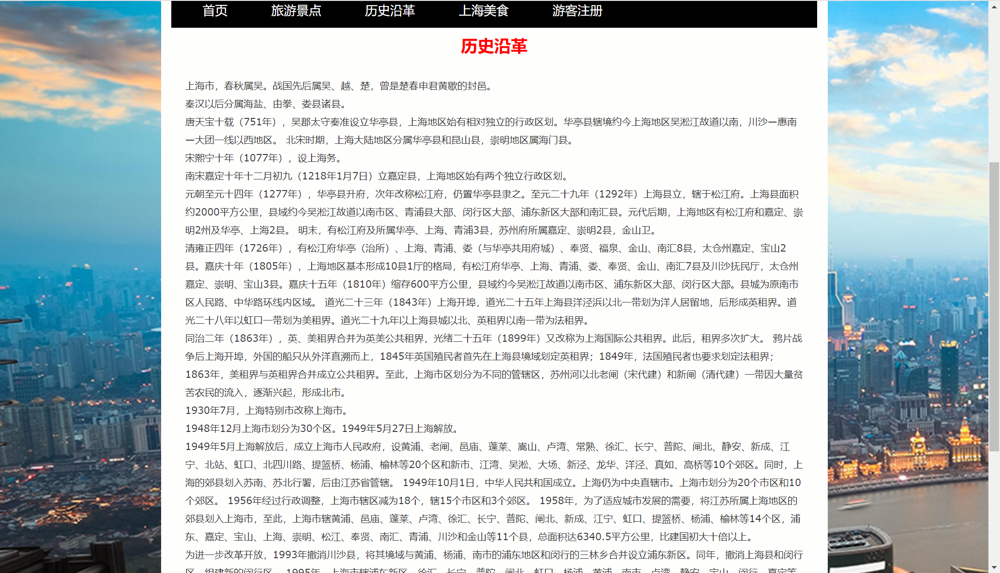 首页 旅游景点 历史沿革 上海美食 游客注册
历史沿革
上海市，春秋属吴。战国先后属吴、越、楚，曾是楚春申君黄歇的封邑。
秦汉以后分属海盐、由拳、娄县诸县。
唐天宝十载（751年），吴郡太守奏准设立华亭县，上海地区始有相对独立的行政区划。华亭县辖境约今上海地区吴淞江故道以南，川沙—惠南
—大团一线以西地区。 北宋时期，上海大陆地区分属华亭县和昆山县，崇明地区属海门县。
宋熙宁十年（1077年），设上海务。
南宋嘉定十年十二月初九（1218年1月7日）立嘉定县，上海地区始有两个独立行政区划。
元朝至元十四年（1277年），华亭县升府，次年改称松江府，仍置华亭县隶之。至元二十九年（1292年）上海县立，辖于松江府。上海县面积
约2000平方公里，县域约今吴淞江故道以南市区、青浦县大部、闵行区大部、浦东新区大部和南汇县。元代后期，上海地区有松江府和嘉定、崇
明2州及华亭、上海2县。 明末，有松江府及所属华亭、上海、青浦3县，苏州府所属嘉定、崇明2县，金山卫。
清雍正四年（1726年），有松江府华亭（治所）、上海、青浦、娄（与华亭共用府城）、奉贤、福泉、金山、南汇8县，太仓州嘉定、宝山2
县。嘉庆十年（1805年），上海地区基本形成10县1厅的格局，有松江府华亭、上海、青浦、娄、奉贤、金山、南汇7县及川沙抚民厅，太仓州
嘉定、崇明、宝山3县。嘉庆十五年（1810年）缩存600平方公里，县域约今吴淞江故道以南市区、浦东新区大部、闵行区大部。县城为原南市
区人民路、中华路环线内区域。 道光二十三年（1843年）上海开埠，道光二十五年上海县洋泾浜以北一带划为洋人居留地，后形成英租界。道
光二十八年以虹口一带划为美租界。道光二十九年以上海县城以北、英租界以南一带为法租界。
同治二年（1863年），英、美租界合并为英美公共租界，光绪二十五年（1899年）又改称为上海国际公共租界。此后，租界多次扩大。 鸦片战
争后上海开埠，外国的船只从外洋直溯而上，1845年英国殖民者首先在上海县境域划定英租界；1849年，法国殖民者也要求划定法租界；
1863年，美租界与英租界合并成立公共租界。至此，上海市区划分为不同的管辖区，苏州河以北老闸（宋代建）和新闸（清代建）一带因大量贫
苦农民的流入，逐渐兴起，形成北市。
1930年7月，上海特别市改称上海市。
1948年12月上海市划分为30个区。1949年5月27日上海解放。
1949年5月上海解放后，成立上海市人民政府，设黄浦、老闸、邑庙、蓬莱、嵩山、卢湾、常熟、徐汇、长宁、普陀、闸北、静安、新成、江
宁、北站、虹口、北四川路、提篮桥、杨浦、榆林等20个区和新市、江湾、吴淞、大场、新泾、龙华、洋泾、真如、高桥等10个郊区。同时，上
海的郊县划入苏南、苏北行署，后由江苏省管辖。 1949年10月1日，中华人民共和国成立。上海仍为中央直辖市。上海市划分为20个市区和10
个郊区。 1956年经过行政调整，上海市辖区减为18个，辖15个市区和3个郊区。 1958年，为了适应城市发展的需要，将江苏所属上海地区的
郊县划入上海市，至此，上海市辖黄浦、邑庙、蓬莱、卢湾、徐汇、长宁、普陀、闸北、新成、江宁、虹口、提篮桥、杨浦、榆林等14个区，浦
东、嘉定、宝山、上海、崇明、松江、奉贤、南汇、青浦、川沙和金山等11个县，总面积达6340.5平方公里，比建国初大十倍以上。
为进一步改革开放，1993年撤消川沙县，将其境域与黄浦、杨浦、南市的浦东地区和闵行的三林乡合并设立浦东新区。同年，撤消上海县和闵行
区，组建新的闵行区。 1995年，上海市辖浦东新区、徐汇、长宁、普陀、闸北、虹口、杨浦、黄浦、南市、卢湾、静安、宝山、闵行、嘉定等